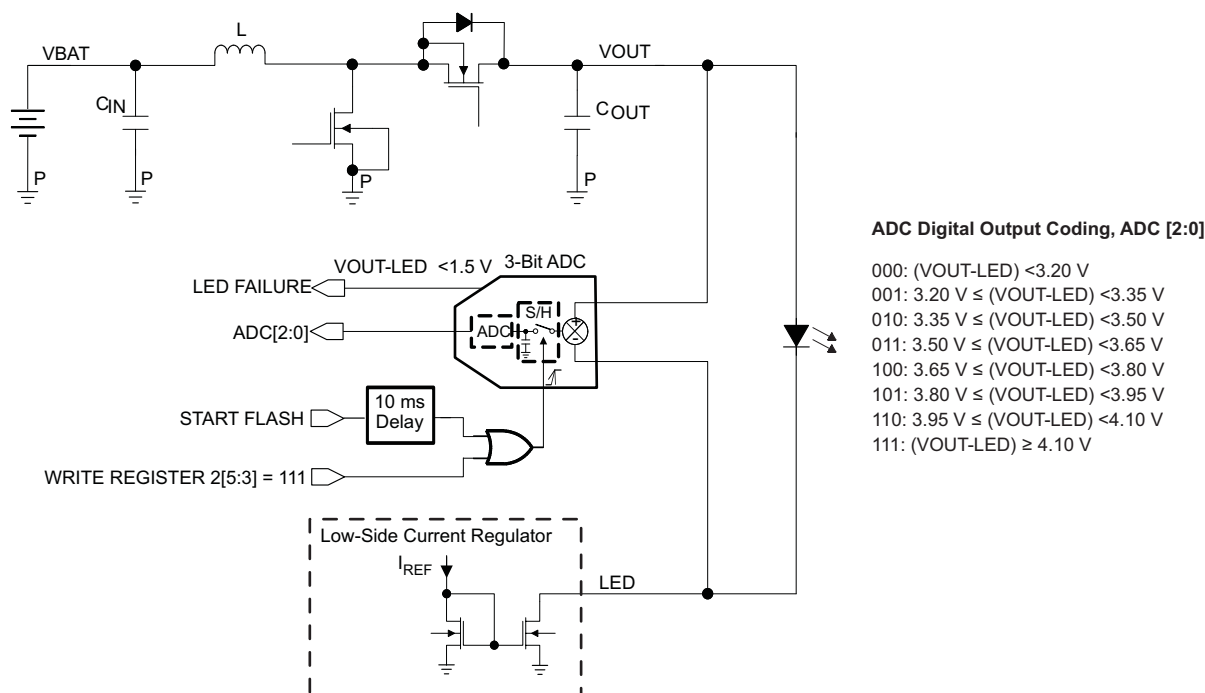 L
VBAT
VOUT
CIN
COUT
P
P
P
P
VOUT-LED <1.5 V
3-Bit ADC
LED FAILURE
S/H
ADC[2:0]
ADC
+
-
START FLASH
10 ms
Delay
WRITE REGISTER 2[5:3] = 111
Low-Side Current Regulator
IREF
LED
ADC Digital Output Coding, ADC [2:0]
000: (VOUT-LED) <3.20 V
001: 3.20 V ≤ (VOUT-LED) <3.35 V
010: 3.35 V ≤ (VOUT-LED) <3.50 V
011: 3.50 V ≤ (VOUT-LED) <3.65 V
100: 3.65 V ≤ (VOUT-LED) <3.80 V
101: 3.80 V ≤ (VOUT-LED) <3.95 V
110: 3.95 V ≤ (VOUT-LED) <4.10 V
111: (VOUT-LED) ≥ 4.10 V